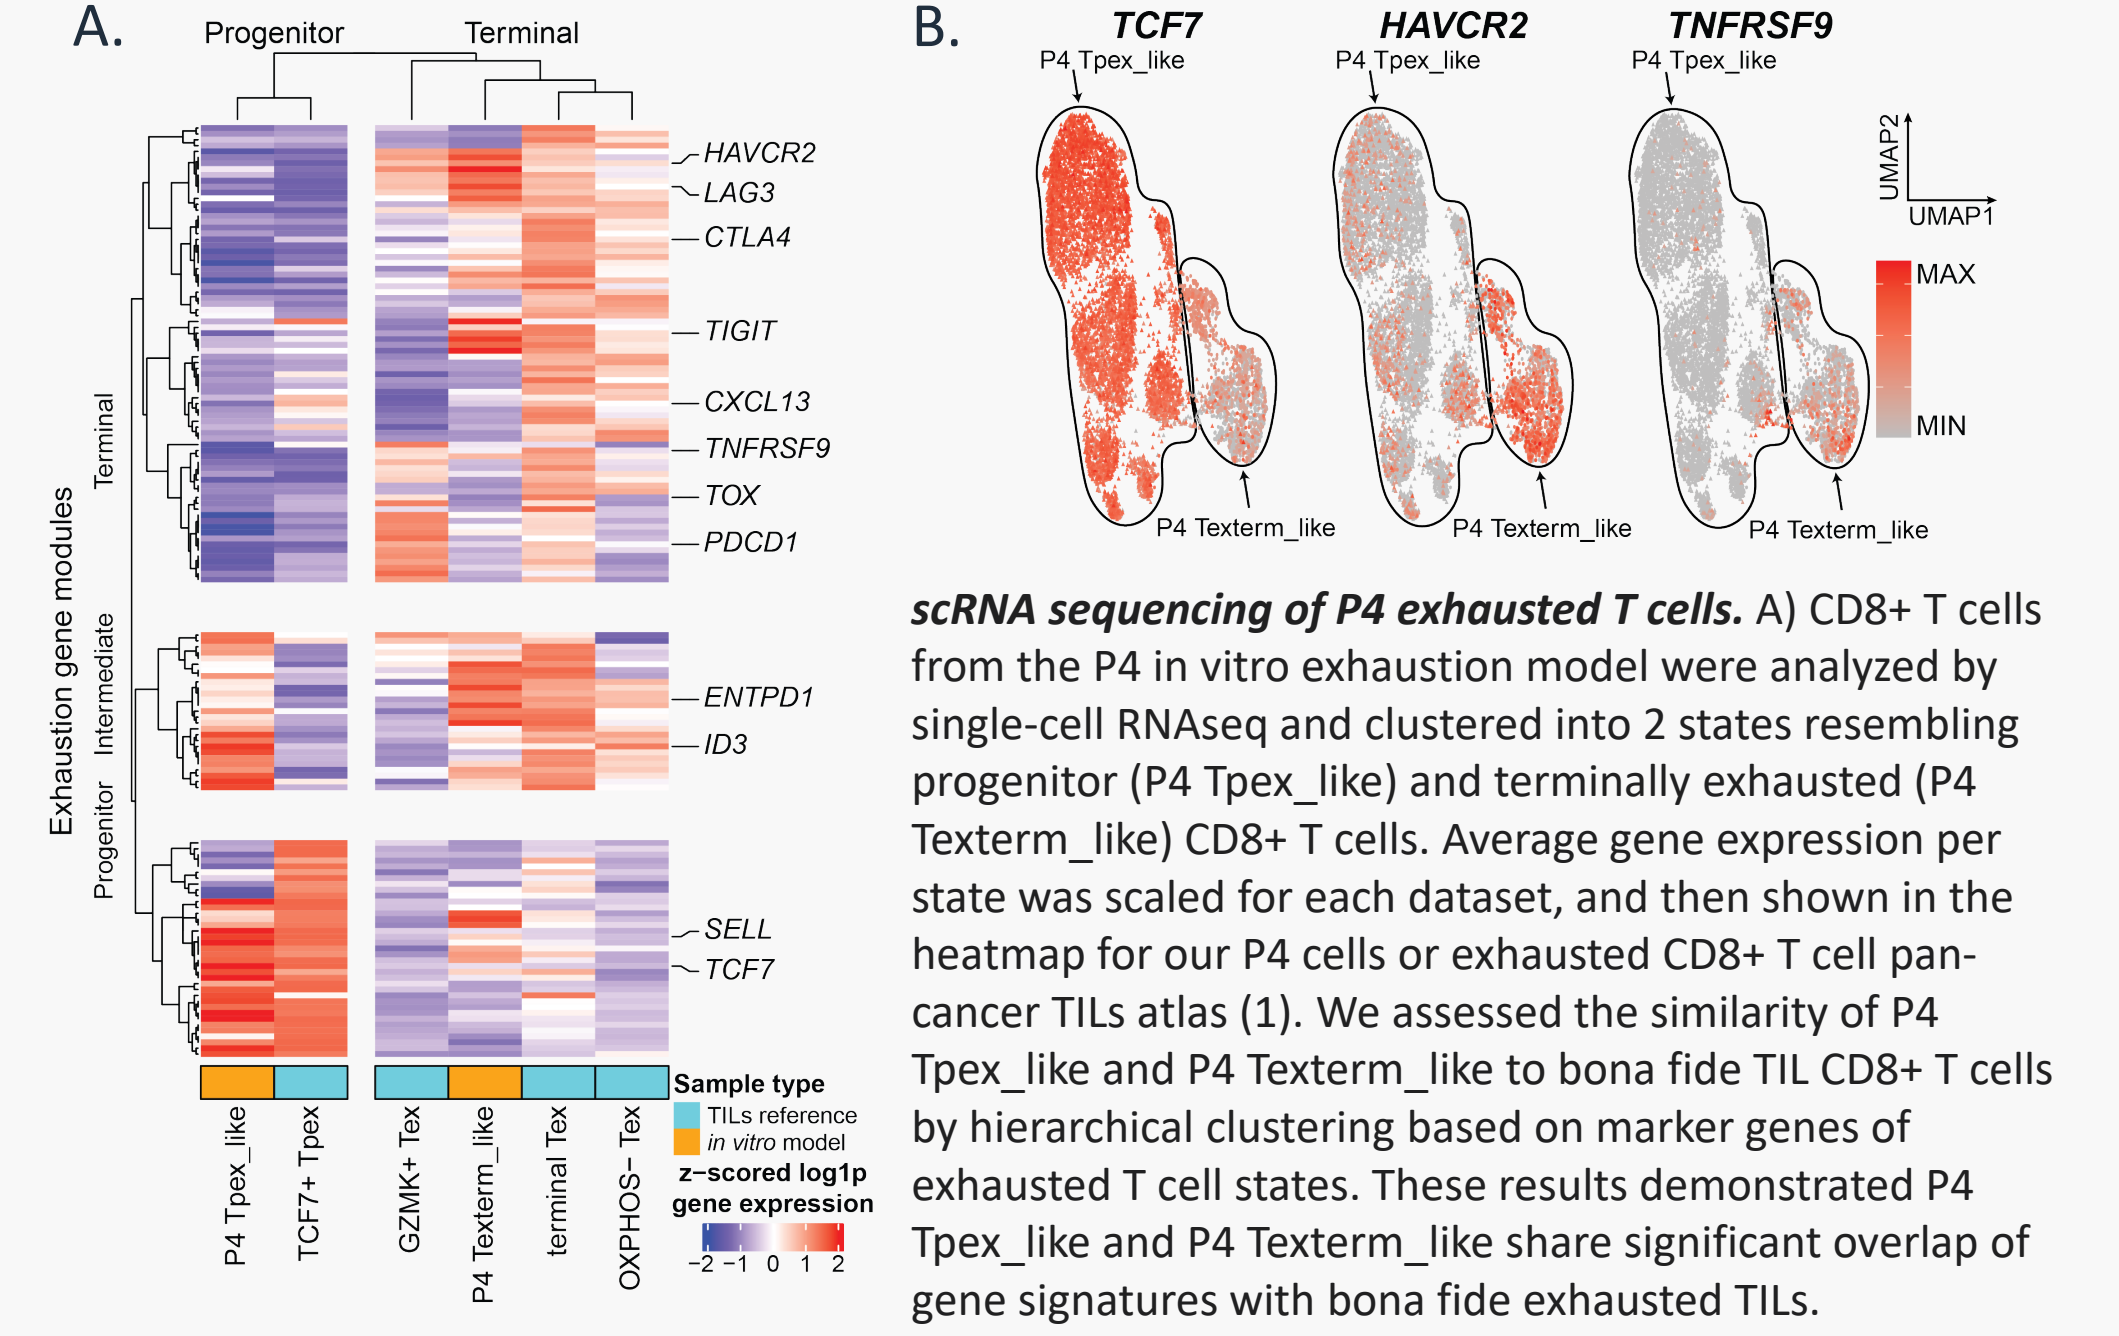 A.
Progenitor
Terminal
HAVCR2
LAG3
CTLA4
TIGIT
CXCL13
TNFRSF9
TOX
PDCD1
ENTPD1
ID3
SELL
TCF7
Exhaustion gene modules
Terminal
Intermediate
Progenitor
P4 Tpex_like
TCF7+ Tpex
GZMK+ Tex
P4 Texterm_like
terminal Tex
OXPHOS− Tex
Sample type
TILs reference
in vitro model
z−scored log1p
gene expression
−2 −1 0 1 2
B.
TCF7
HAVCR2
TNFRSF9
P4 Tpex_like
P4 Tpex_like
P4 Tpex_like
UMAP2
UMAP1
MAX
MIN
P4 Texterm_like
P4 Texterm_like
P4 Texterm_like
scRNA sequencing of P4 exhausted T cells. A) CD8+ T cells
from the P4 in vitro exhaustion model were analyzed by
single-cell RNAseq and clustered into 2 states resembling
progenitor (P4 Tpex_like) and terminally exhausted (P4
Texterm_like) CD8+ T cells. Average gene expression per
state was scaled for each dataset, and then shown in the
heatmap for our P4 cells or exhausted CD8+ T cell pan-
cancer TILs atlas (1). We assessed the similarity of P4
Tpex_like and P4 Texterm_like to bona fide TIL CD8+ T cells
by hierarchical clustering based on marker genes of
exhausted T cell states. These results demonstrated P4
Tpex_like and P4 Texterm_like share significant overlap of
gene signatures with bona fide exhausted TILs.